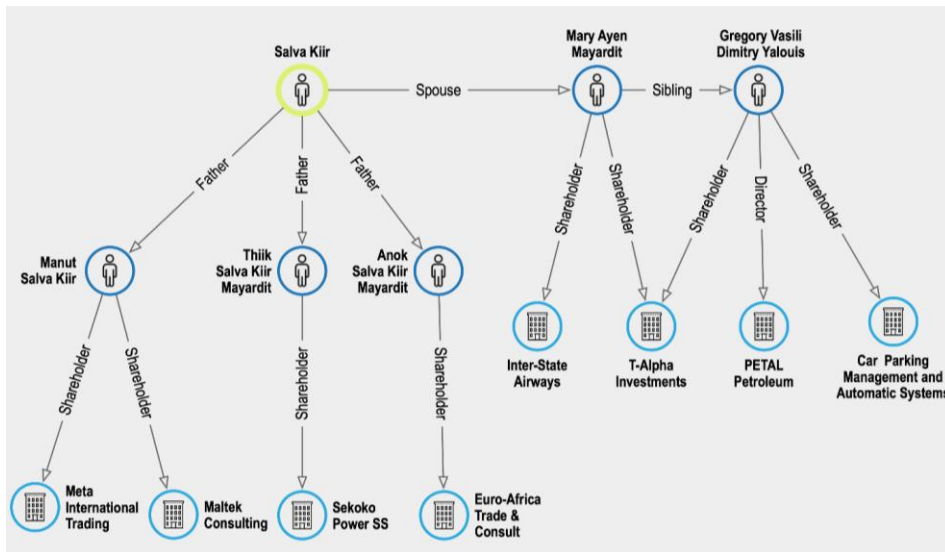 Salva Kiir
Mary Ayen
Mayardit
Gregory Vasili
Dimitry Yalouis
Spouse
Sibling
Father
Father
Father
Shareholder
Shareholder
Shareholder
Director
Shareholder
Manut
Salva Kiir
Thiik
Salva Kiir
Mayardit
Anok
Salva Kiir
Mayardit
Inter-State
Airways
T-Alpha
Investments
PETAL
Petroleum
Car Parking
Management and
Automatic Systems
Shareholder
Shareholder
Shareholder
Shareholder
Meta
International
Trading
Maltek
Consulting
Sekoko
Power SS
Euro-Africa
Trade &
Consult